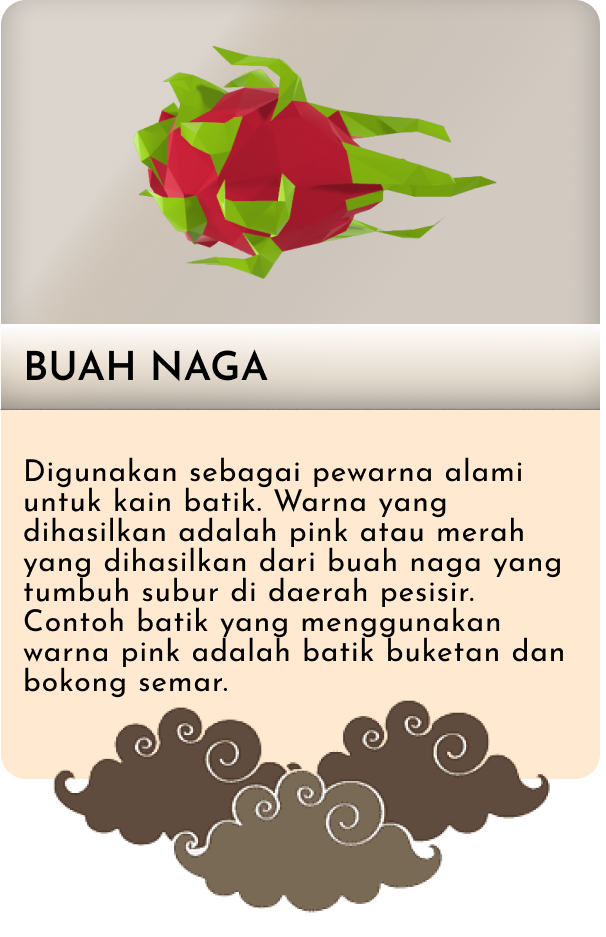 BUAH NAGA
Digunakan sebagai pewarna alami
untuk kain batik. Warna yang
dihasilkan adalah pink atau merah
yang dihasilkan dari buah naga yang
tumbuh subur di daerah pesisir.
Contoh batik yang menggunakan
warna pink adalah batik buketan dan
bokong semar.